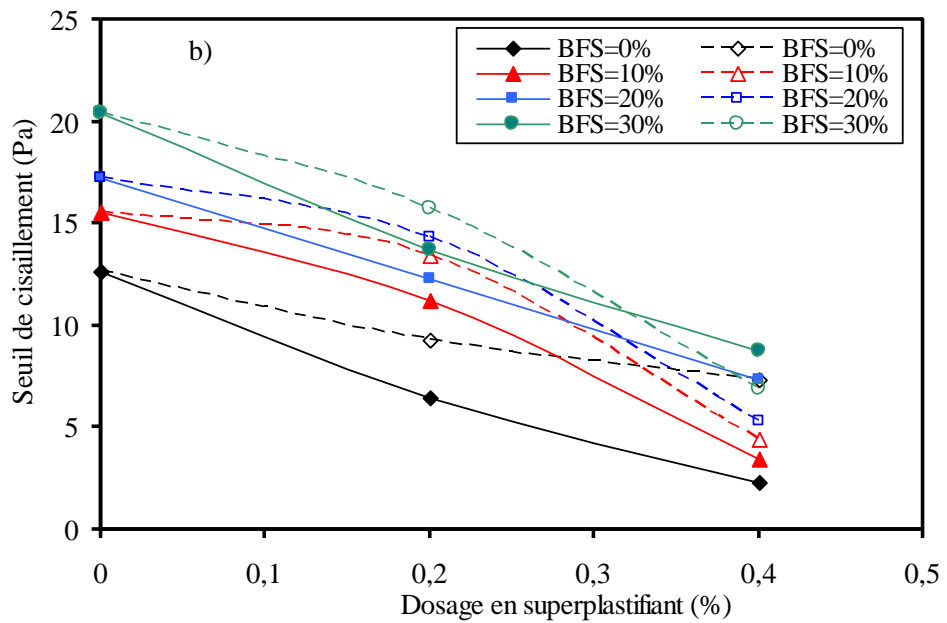 25
b)
BFS=0% BFS=0%
BFS=10% BFS=10%
BFS=20% BFS=20%
BFS=30% BFS=30%
20
15
10
5
0
Seuil de cisaillement (Pa)
0 0,1 0,2 0,3 0,4 0,5
Dosage en superplastifiant (%)